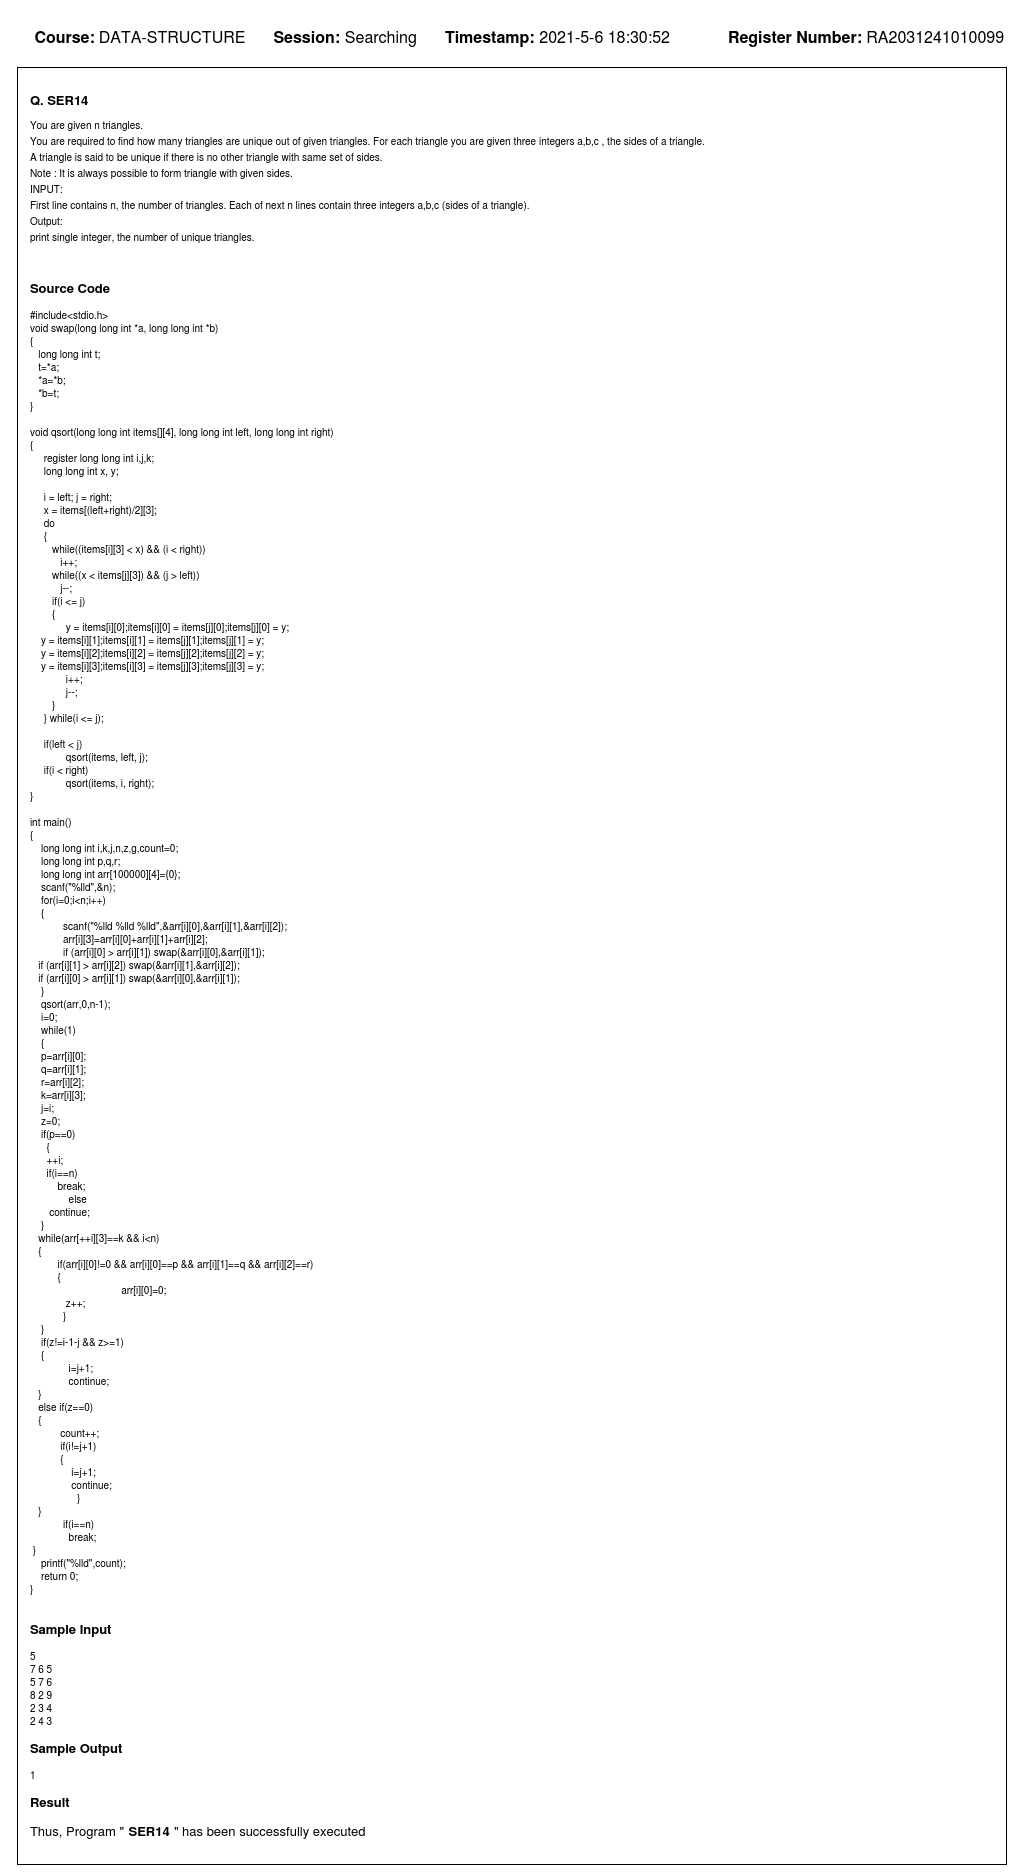 Course: DATA-STRUCTURE Session: Searching Timestamp: 2021-5-6 18:30:52 Register Number: RA2031241010099
Q. SER14
You are given n triangles.
You are required to find how many triangles are unique out of given triangles. For each triangle you are given three integers a,b,c , the sides of a triangle.
A triangle is said to be unique if there is no other triangle with same set of sides.
Note : It is always possible to form triangle with given sides.
INPUT:
First line contains n, the number of triangles. Each of next n lines contain three integers a,b,c (sides of a triangle).
Output:
print single integer, the number of unique triangles.
Source Code
#include<stdio.h>
void swap(long long int *a, long long int *b)
{
long long int t;
t=*a;
*a=*b;
*b=t;
}
void qsort(long long int items[][4], long long int left, long long int right)
{
register long long int i,j,k;
long long int x, y;
i = left; j = right;
x = items[(left+right)/2][3];
do
{
while((items[i][3] < x) && (i < right))
i++;
while((x < items[j][3]) && (j > left))
j--;
if(i <= j)
{
y = items[i][0];items[i][0] = items[j][0];items[j][0] = y;
y = items[i][1];items[i][1] = items[j][1];items[j][1] = y;
y = items[i][2];items[i][2] = items[j][2];items[j][2] = y;
y = items[i][3];items[i][3] = items[j][3];items[j][3] = y;
i++;
j--;
}
} while(i <= j);
if(left < j)
qsort(items, left, j);
if(i < right)
qsort(items, i, right);
}
int main()
{
long long int i,k,j,n,z,g,count=0;
long long int p,q,r;
long long int arr[100000][4]={0};
scanf("%lld",&n);
for(i=0;i<n;i++)
{
scanf("%lld %lld %lld",&arr[i][0],&arr[i][1],&arr[i][2]);
arr[i][3]=arr[i][0]+arr[i][1]+arr[i][2];
if (arr[i][0] > arr[i][1]) swap(&arr[i][0],&arr[i][1]);
if (arr[i][1] > arr[i][2]) swap(&arr[i][1],&arr[i][2]);
if (arr[i][0] > arr[i][1]) swap(&arr[i][0],&arr[i][1]);
}
qsort(arr,0,n-1);
i=0;
while(1)
{
p=arr[i][0];
q=arr[i][1];
r=arr[i][2];
k=arr[i][3];
j=i;
z=0;
if(p==0)
{
++i;
if(i==n)
break;
else
continue;
}
while(arr[++i][3]==k && i<n)
{
if(arr[i][0]!=0 && arr[i][0]==p && arr[i][1]==q && arr[i][2]==r)
{
arr[i][0]=0;
z++;
}
}
if(z!=i-1-j && z>=1)
{
i=j+1;
continue;
}
else if(z==0)
{
count++;
if(i!=j+1)
{
i=j+1;
continue;
}
}
if(i==n)
break;
}
printf("%lld",count);
return 0;
}
Sample Input
5
7 6 5
5 7 6
8 2 9
2 3 4
2 4 3
Sample Output
1
Result
Thus, Program " SER14 " has been successfully executed